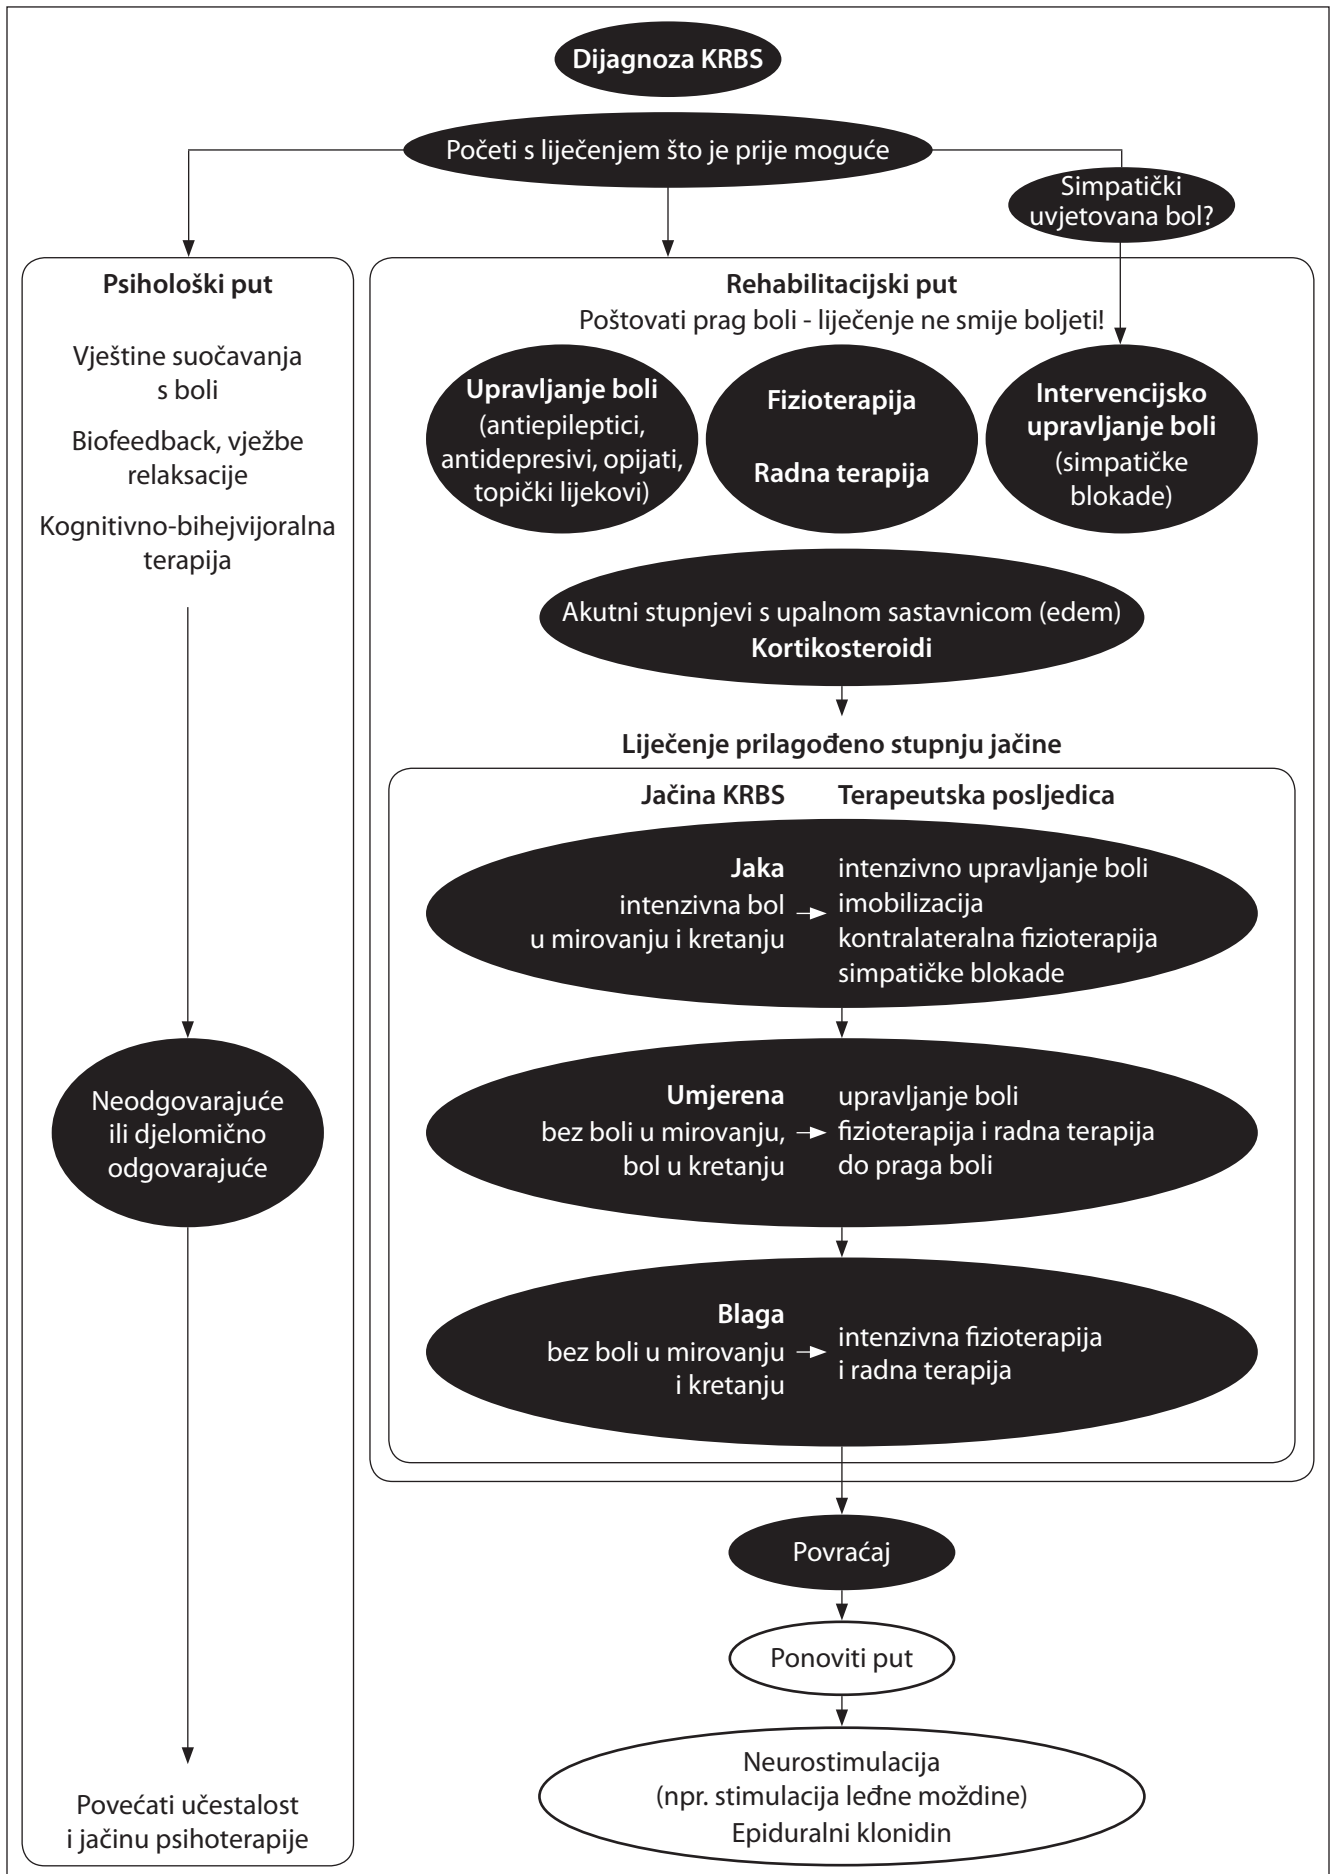 Dijagnoza KRBS
Početi s liječenjem što je prije moguće
Simpatički
uvjetovana bol?
Psihološki put
Vještine suočavanja
s boli
Biofeedback, vježbe
relaksacije
Kognitivno-bihejvijoralna
terapija
Neodgovarajuće
ili djelomično
odgovarajuće
Povećati učestalost
i jačinu psihoterapije
Rehabilitacijski put
Poštovati prag boli - liječenje ne smije boljeti!
Upravljanje boli
(antiepileptici,
antidepresivi, opijati,
topički lijekovi)
Fizioterapija
Radna terapija
Intervencijsko
upravljanje boli
(simpatičke
blokade)
Akutni stupnjevi s upalnom sastavnicom (edem)
Kortikosteroidi
Liječenje prilagođeno stupnju jačine
Jačina KRBS
Terapeutska posljedica
Jaka
intenzivna bol
u mirovanju i kretanju
intenzivno upravljanje boli
imobilizacija
kontralateralna fizioterapija
simpatičke blokade
Umjerena
bez boli u mirovanju,
bol u kretanju
upravljanje boli
fizioterapija i radna terapija
do praga boli
Blaga
bez boli u mirovanju
i kretanju
intenzivna fizioterapija
i radna terapija
Povraćaj
Ponoviti put
Neurostimulacija
(npr. stimulacija leđne moždine)
Epiduralni klonidin